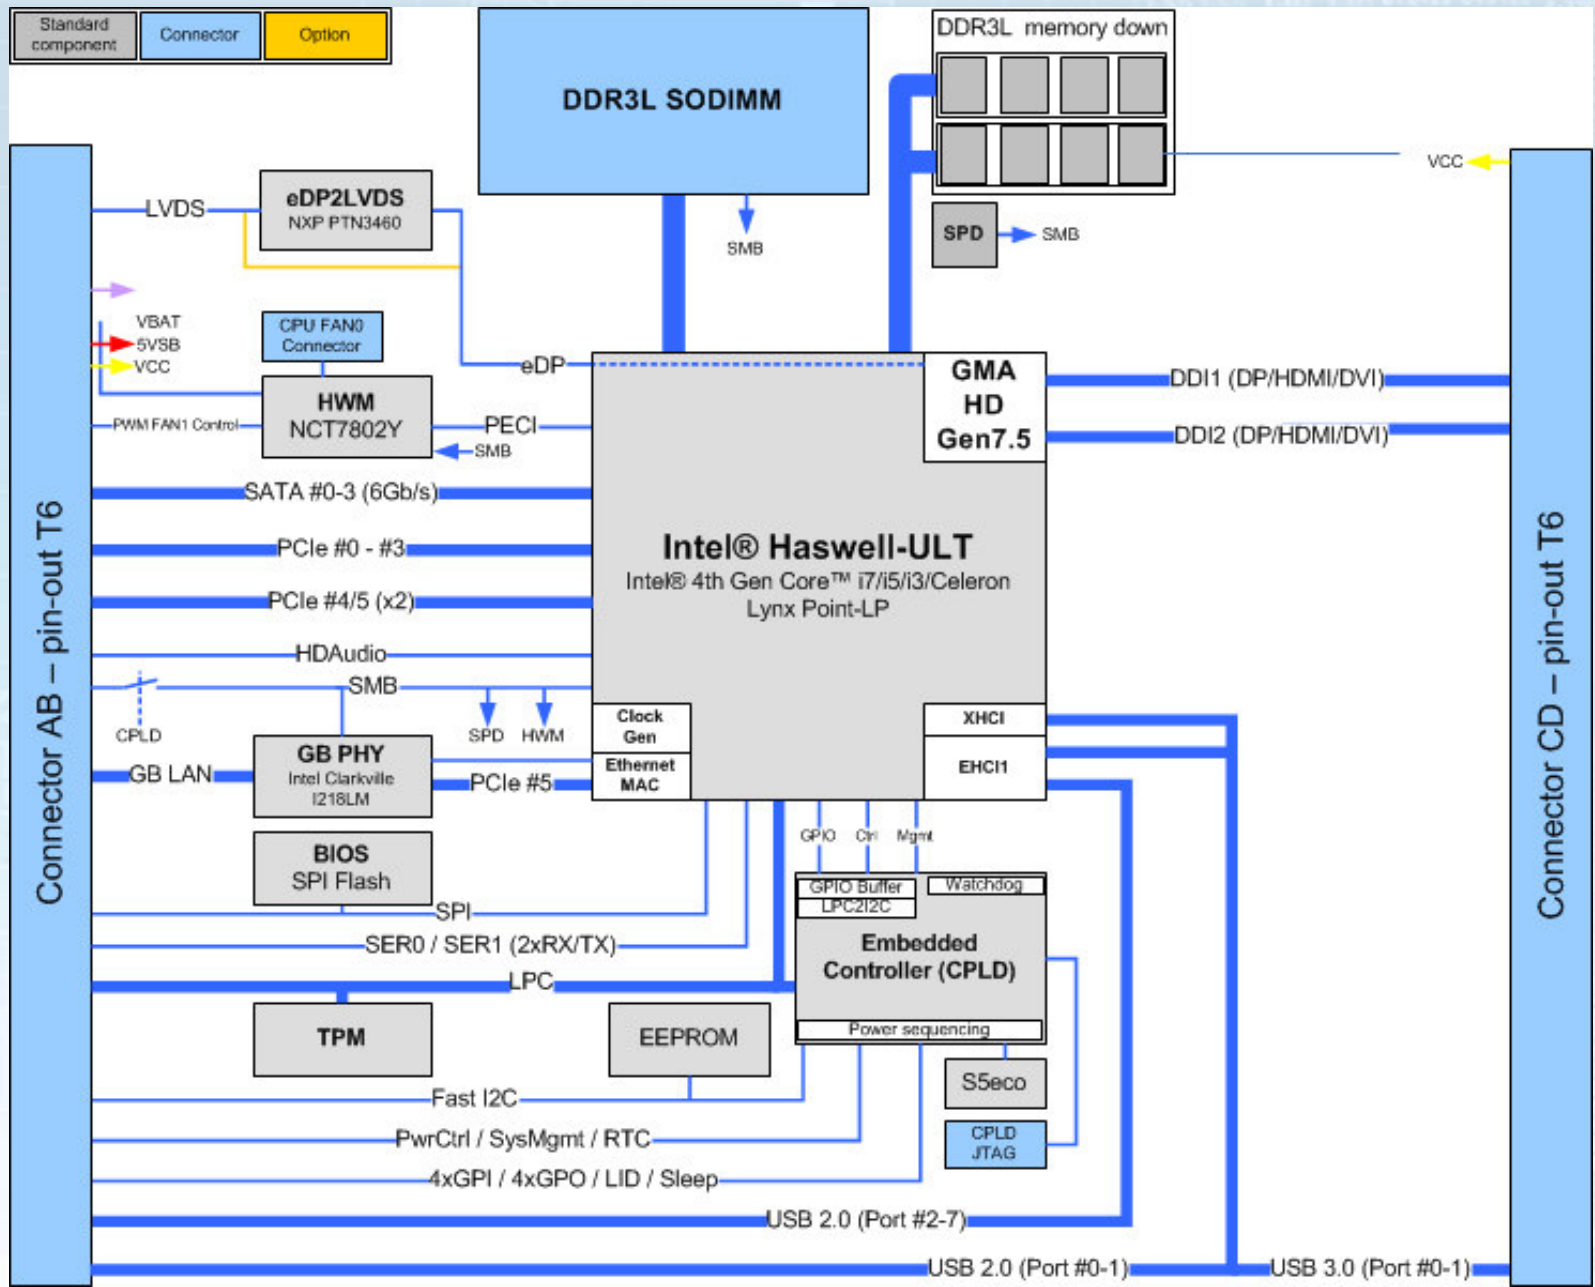 Standard
component
Connector
Option
DDR3L SODIMM
DDR3L memory down
VCC
SPD
SMB
SMB
LVDS
eDP2LVDS
NXP PTN3460
VBAT
5VSB
VCC
CPU FAN0
Connector
eDP
HWM
NCT7802Y
PWM FAN1 Control
PECI
SMB
GMA
HD
Gen7.5
DDI1 (DP/HDMI/DVI)
DDI2 (DP/HDMI/DVI)
SATA #0-3 (6Gb/s)
PCIe #0 - #3
PCIe #4/5 (x2)
HDAudio
SMB
CPLD
SPD
HWM
Intel® Haswell-ULT
Intel® 4th Gen Core™ i7/i5/i3/Celeron
Lynx Point-LP
Connector AB – pin-out T6
Connector CD – pin-out T6
Clock
Gen
Ethernet
MAC
XHCI
EHCI1
GB LAN
GB PHY
Intel Clarkville
I218LM
PCIe #5
BIOS
SPI Flash
SPI
SER0 / SER1 (2xRX/TX)
LPC
GPIO
Ctrl
Mgmt
GPIO Buffer
LPC2I2C
Watchdog
Embedded
Controller (CPLD)
Power sequencing
TPM
EEPROM
S5eco
CPLD
JTAG
Fast I2C
PwrCtrl / SysMgmt / RTC
4xGPI / 4xGPO / LID / Sleep
USB 2.0 (Port #2-7)
USB 2.0 (Port #0-1)
USB 3.0 (Port #0-1)